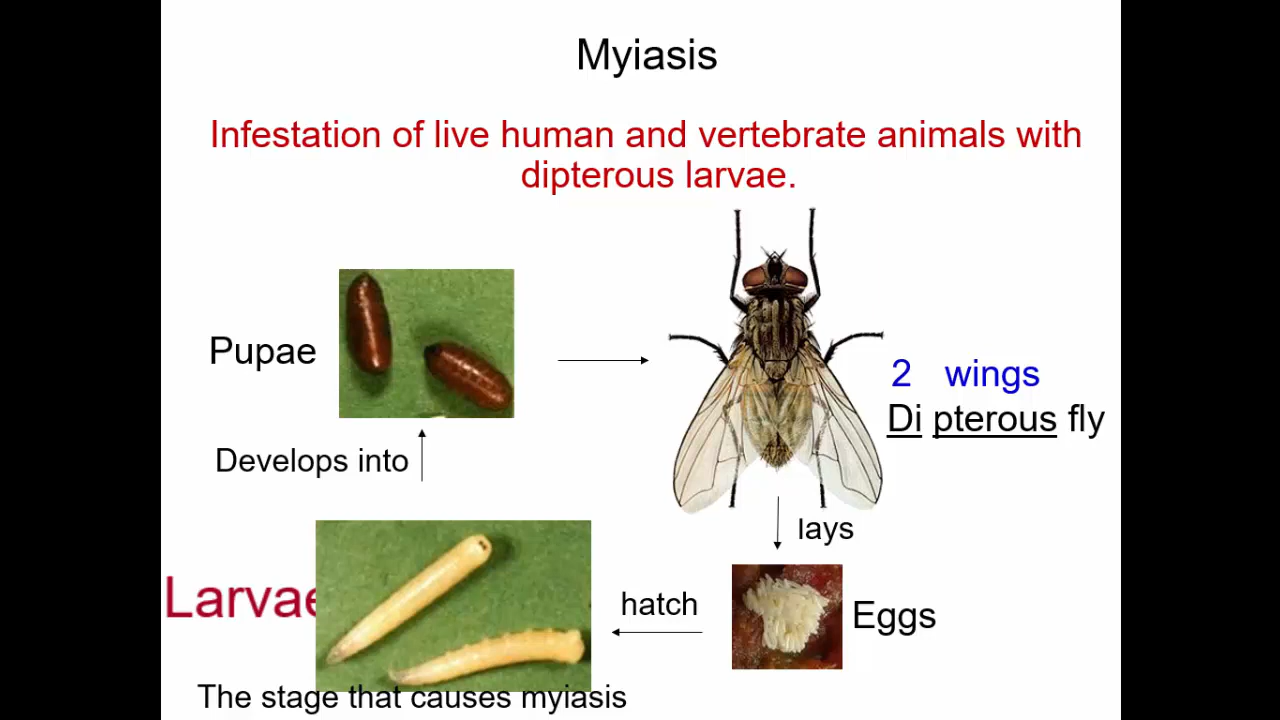 Myiasis
Infestation of live human and vertebrate animals with
dipterous larvae.
Pupae
2 wings
Di pterous fly
Develops into
lays
Larvae
hatch
Eggs
The stage that causes myiasis